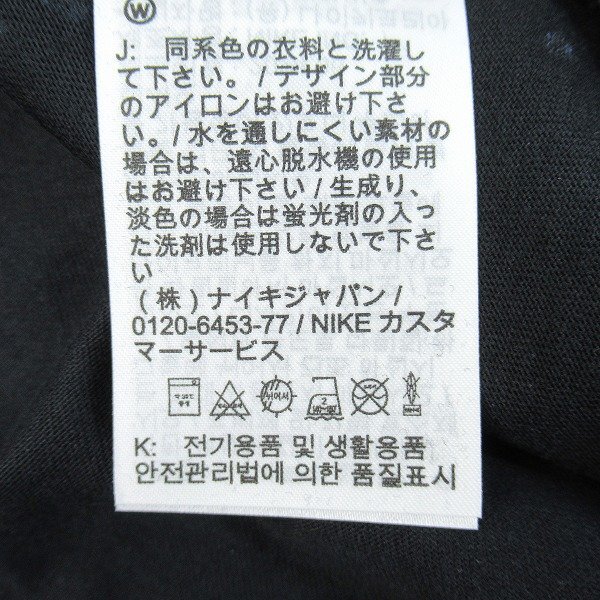 W
J: 同系色の衣料と洗濯し
て下さい。/ デザイン部分
のアイロンはお避け下さ
い。/ 水を通しにくい素材の
場合は、遠心脱水機の使用
はお避け下さい / 生成り、
淡色の場合は蛍光剤の入っ
た洗剤は使用しないで下さ
い
(株) ナイキジャパン /
0120-6453-77 / NIKE カスタ
マーサービス
K: 전기용품 및 생활용품
안전관리법에 의한 품질표시